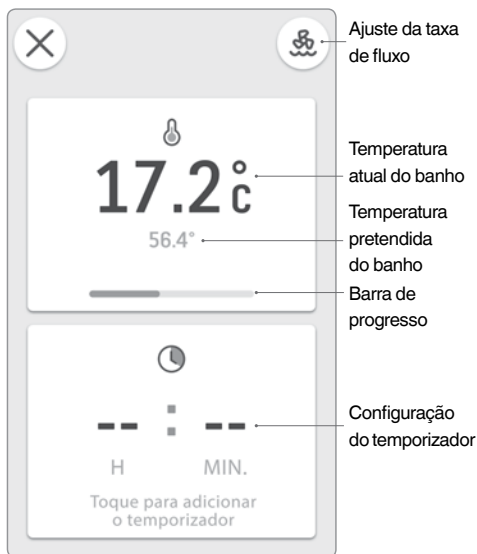 Ajuste da taxa
de fluxo
17.2°C
Temperatura
atual do banho
56.4°
Temperatura
pretendida
do banho
Barra de
progresso
-- : --
Configuração
do temporizador
H MIN.
Toque para adicionar
o temporizador